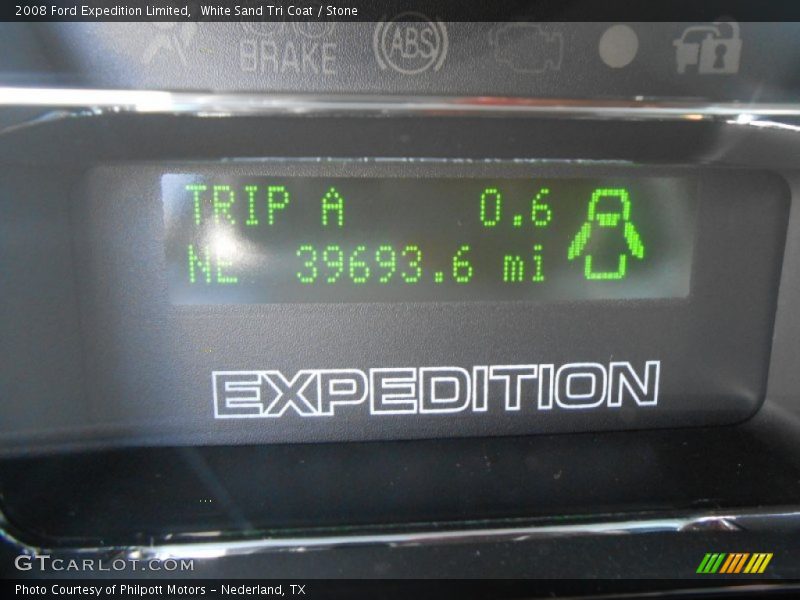 2008 Ford Expedition Limited, White Sand Tri Coat / Stone
BRAKE ABS
TRIP A 0.6
NE 39693.6 mi
EXPEDITION
GTCARLOT.COM
Photo Courtesy of Philpott Motors – Nederland, TX